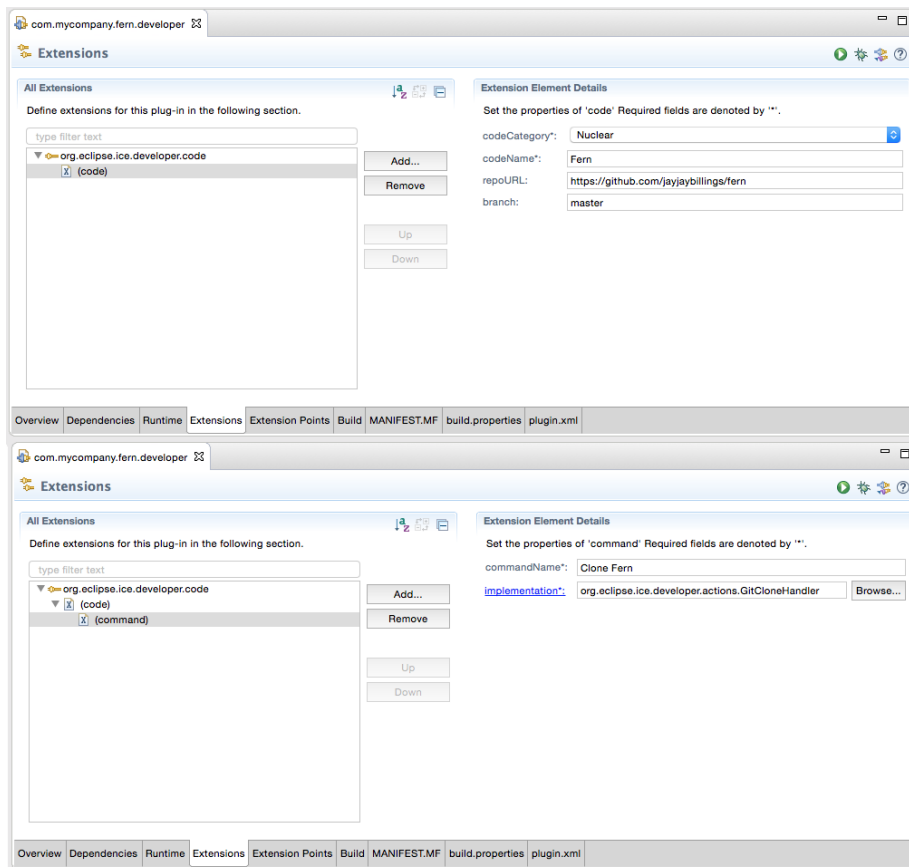 com.mycompany.fern.developer
Extensions
All Extensions
Define extensions for this plug-in in the following section.
type filter text
org.eclipse.ice.developer.code
(code)
Add...
Remove
Up
Down
Extension Element Details
Set the properties of 'code' Required fields are denoted by '*'.
codeCategory*: Nuclear
codeName*: Fern
repoURL: https://github.com/jayjaybillings/fern
branch: master
Overview Dependencies Runtime Extensions Extension Points Build MANIFEST.MF build.properties plugin.xml
com.mycompany.fern.developer
Extensions
All Extensions
Define extensions for this plug-in in the following section.
type filter text
org.eclipse.ice.developer.code
(code)
(command)
Add...
Remove
Up
Down
Extension Element Details
Set the properties of 'command' Required fields are denoted by '*'.
commandName*: Clone Fern
implementation*: org.eclipse.ice.developer.actions.GitCloneHandler Browse...
Overview Dependencies Runtime Extensions Extension Points Build MANIFEST.MF build.properties plugin.xml